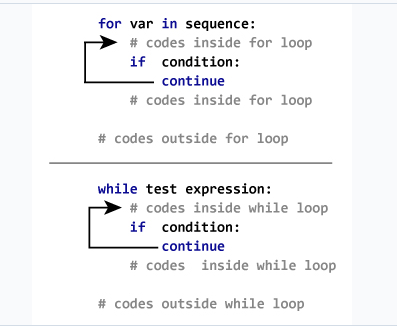 for var in sequence:
# codes inside for loop
if condition:
continue
# codes inside for loop
# codes outside for loop
while test expression:
# codes inside while loop
if condition:
continue
# codes inside while loop
# codes outside while loop